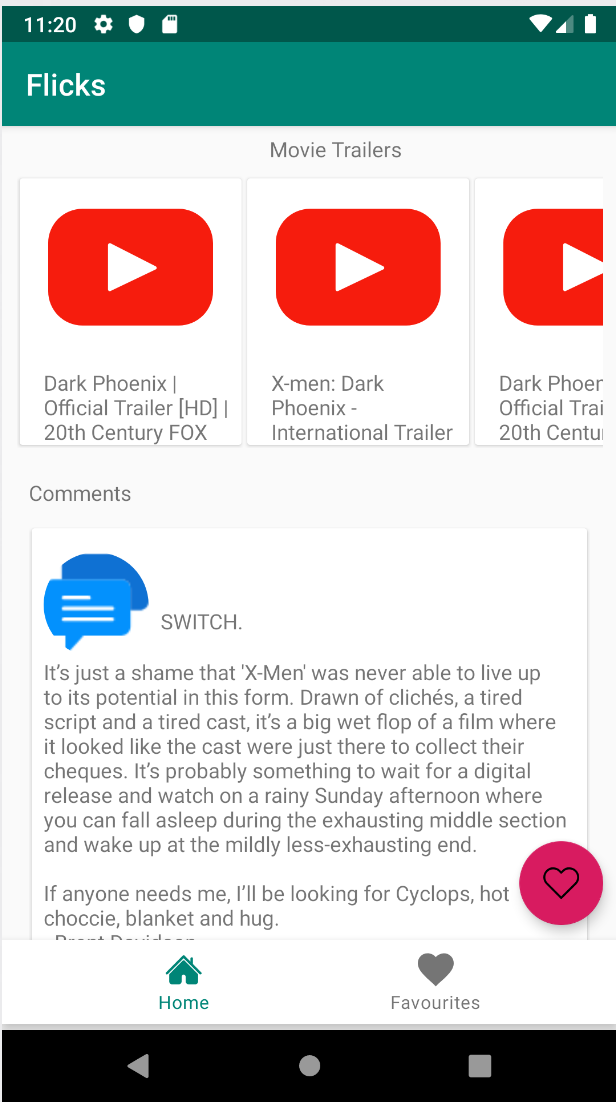 11:20
Flicks
Movie Trailers
Dark Phoenix |
Official Trailer [HD] |
20th Century FOX
X-men: Dark
Phoenix -
International Trailer
Dark Phoen
Official Trai
20th Centu
Comments
SWITCH.
It’s just a shame that 'X-Men' was never able to live up
to its potential in this form. Drawn of clichés, a tired
script and a tired cast, it’s a big wet flop of a film where
it looked like the cast were just there to collect their
cheques. It’s probably something to wait for a digital
release and watch on a rainy Sunday afternoon where
you can fall asleep during the exhausting middle section
and wake up at the mildly less-exhausting end.
If anyone needs me, I’ll be looking for Cyclops, hot
choccie, blanket and hug.
Home
Favourites